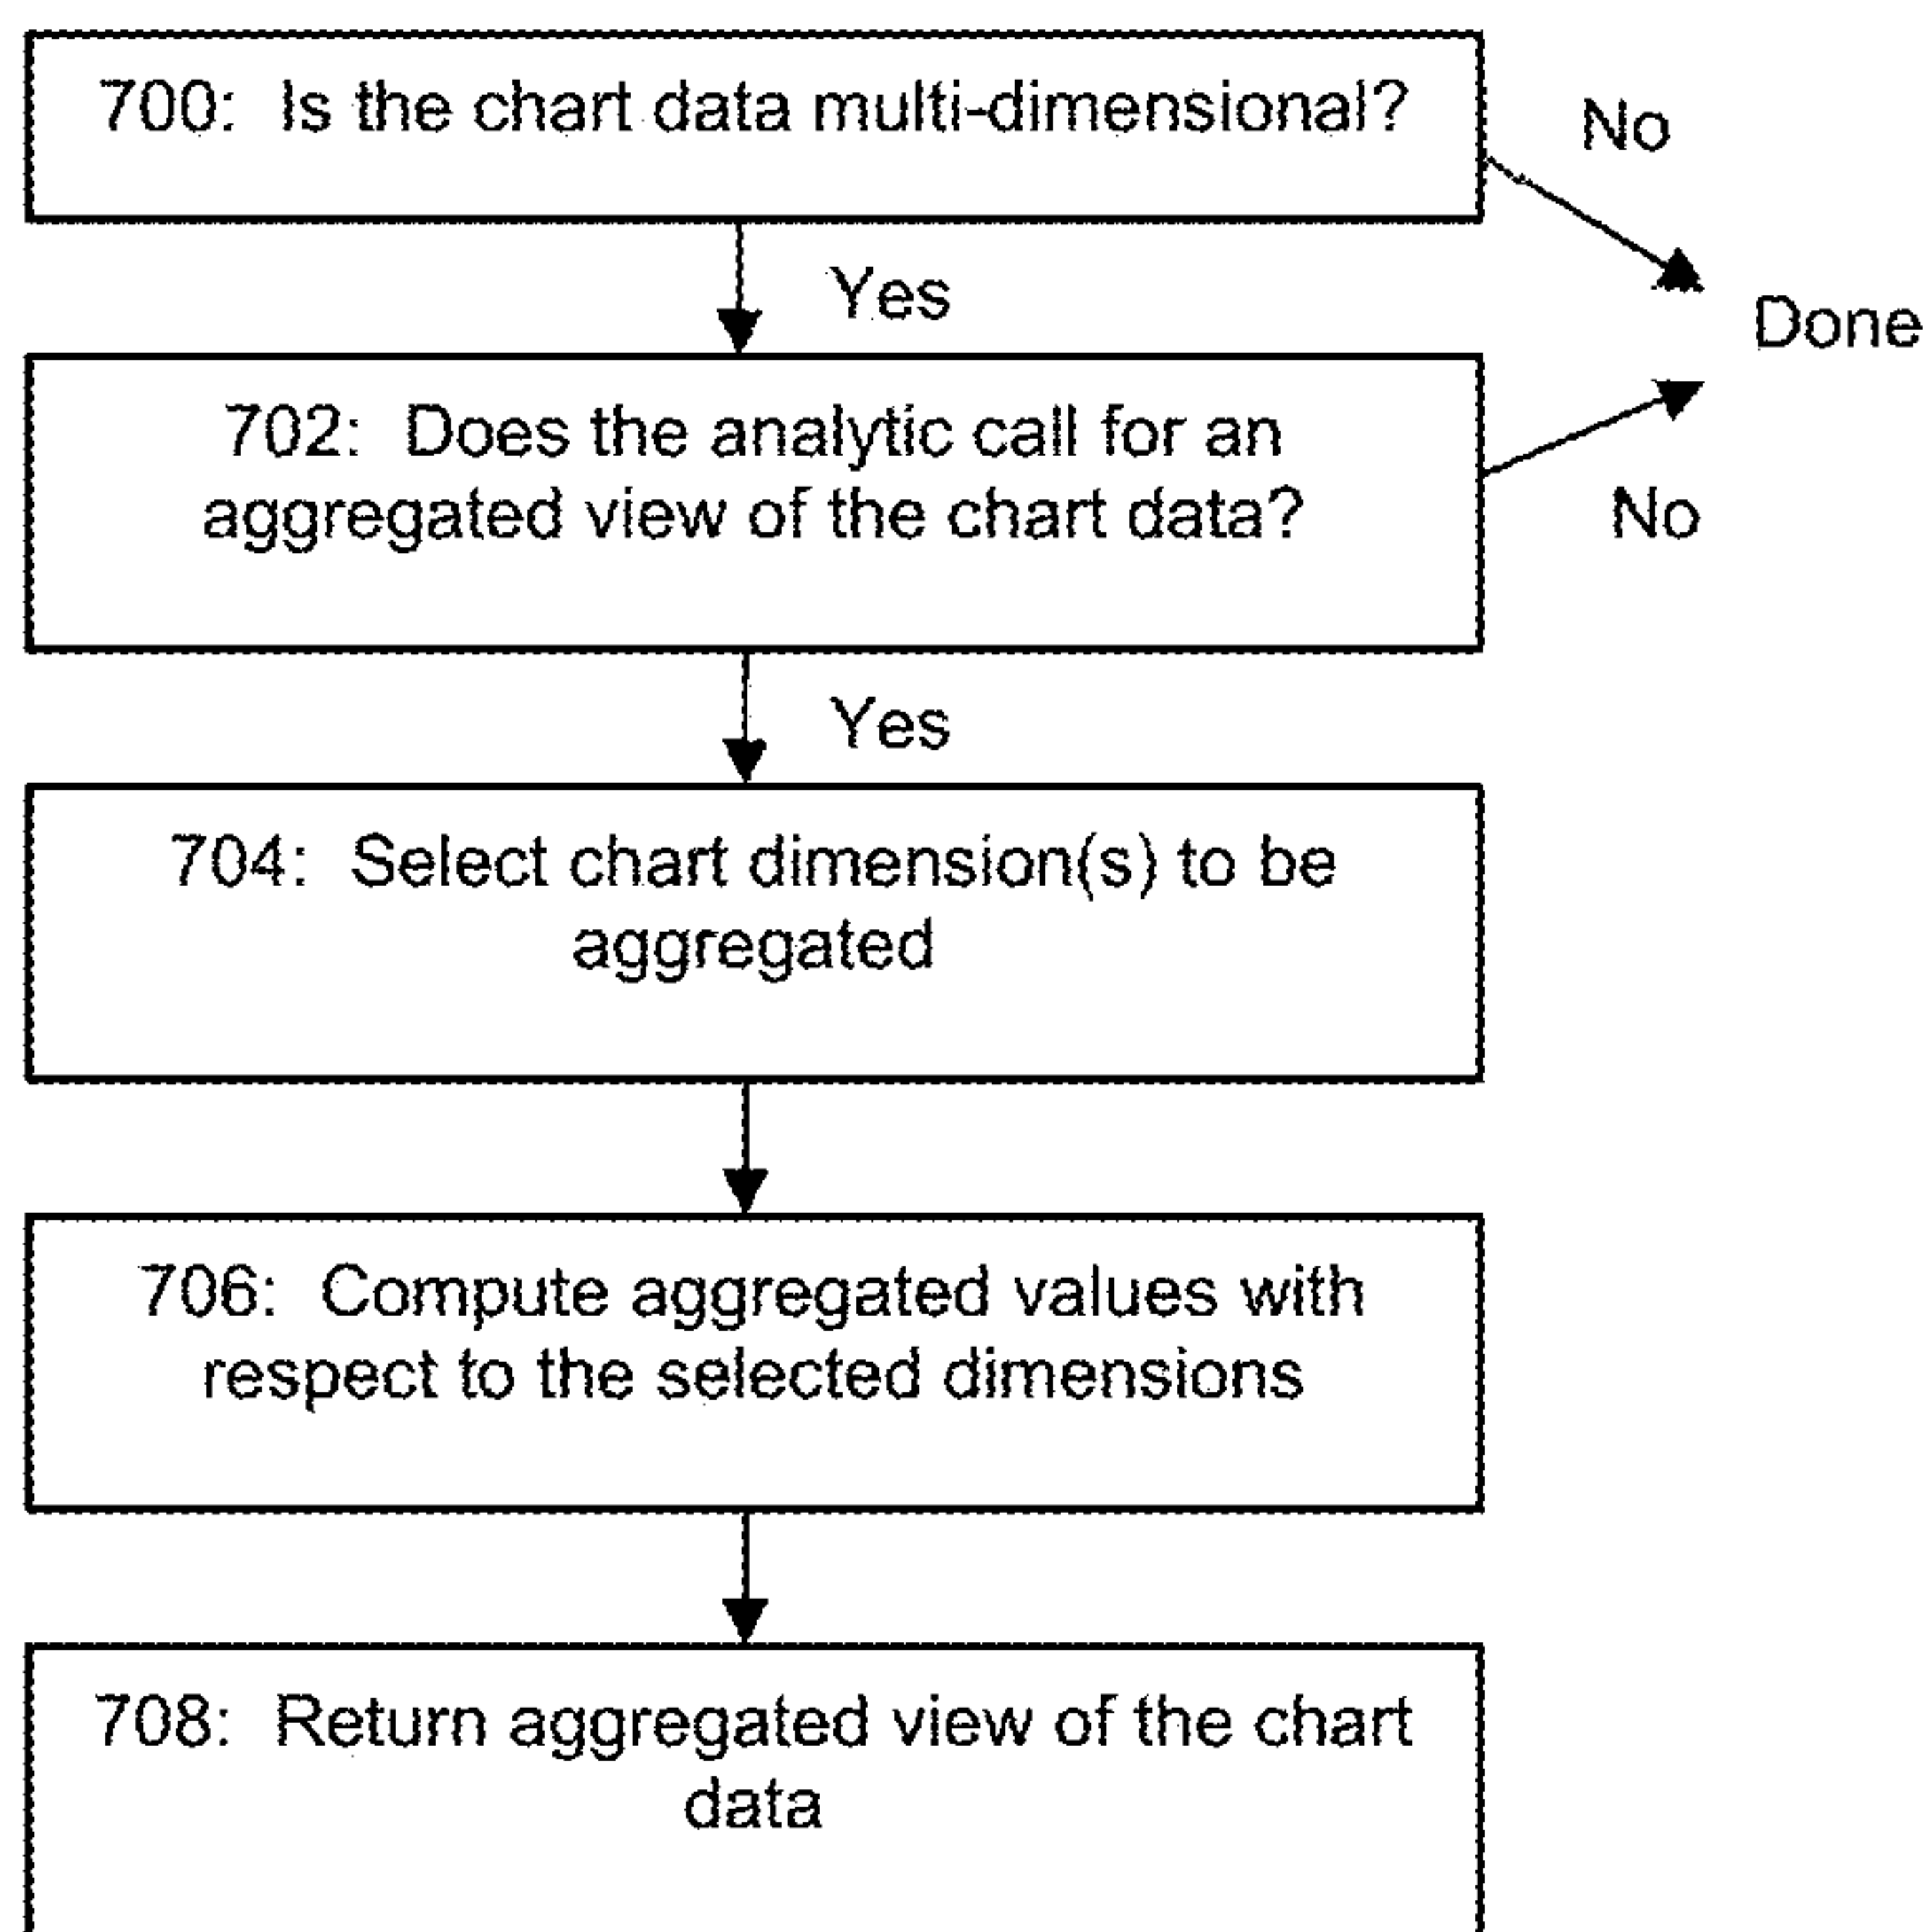 700: Is the chart data multi-dimensional?
No
Yes
Done
702: Does the analytic call for an
aggregated view of the chart data?
No
Yes
704: Select chart dimension(s) to be
aggregated
706: Compute aggregated values with
respect to the selected dimensions
708: Return aggregated view of the chart
data